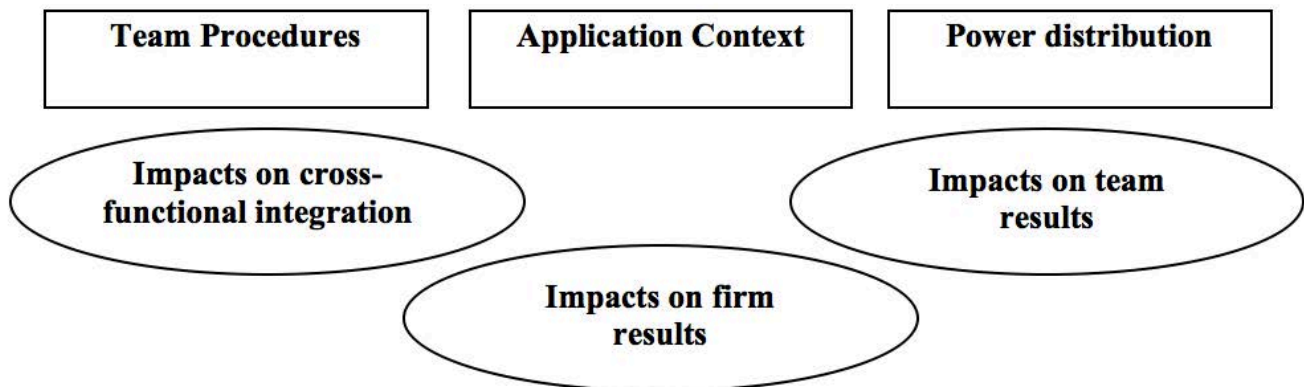 Team Procedures
Application Context
Power distribution
Impacts on cross-
functional integration
Impacts on team
results
Impacts on firm
results